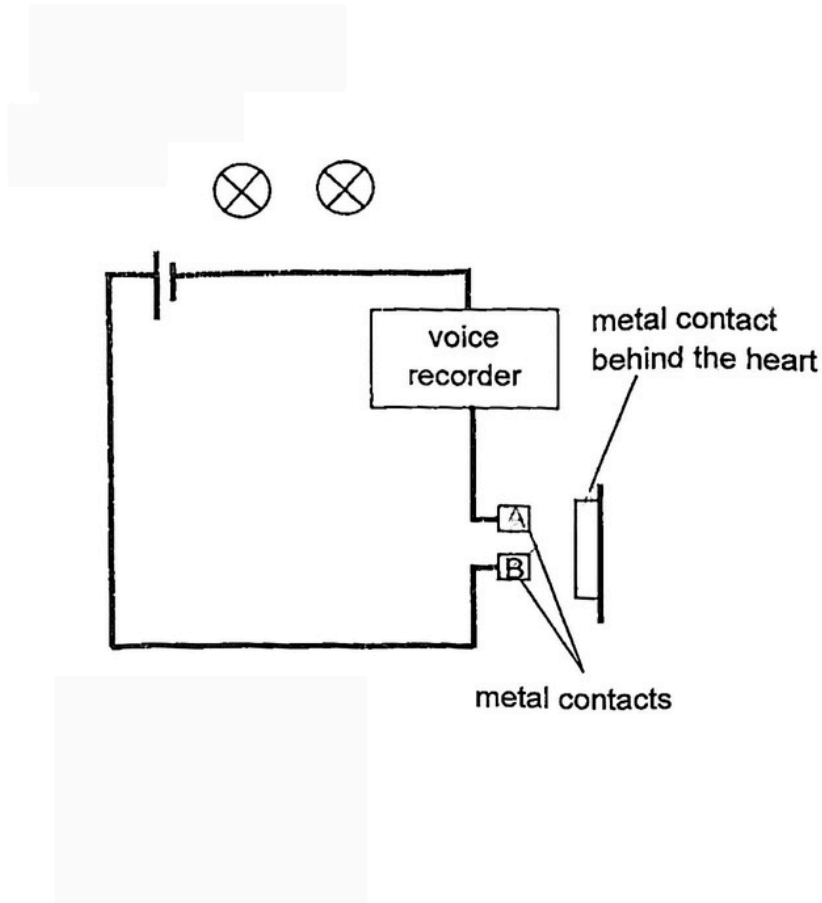 voice
recorder
metal contact
behind the heart
A
B
metal contacts